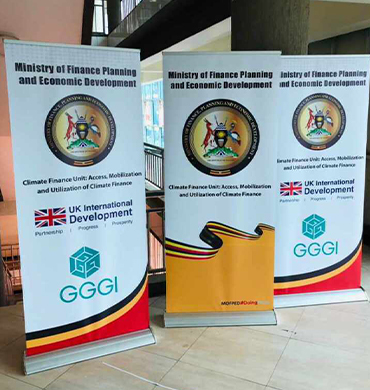 Ministry of Finance Planning
and Economic Development
Climate Finance Unit: Access, Mobilization
and Utilization of Climate Finance
UK International
Development
Partnership | Progress | Prosperity
GGGI
Ministry of Finance Planning
and Economic Development
Climate Finance Unit: Access, Mobilization
and Utilization of Climate Finance
#MOFPED
Ministry of Finance Planning
and Economic Development
Climate Finance Unit: Access, Mobilization
and Utilization of Climate Finance
UK International
Development
Partnership | Progress | Prosperity
GGGI